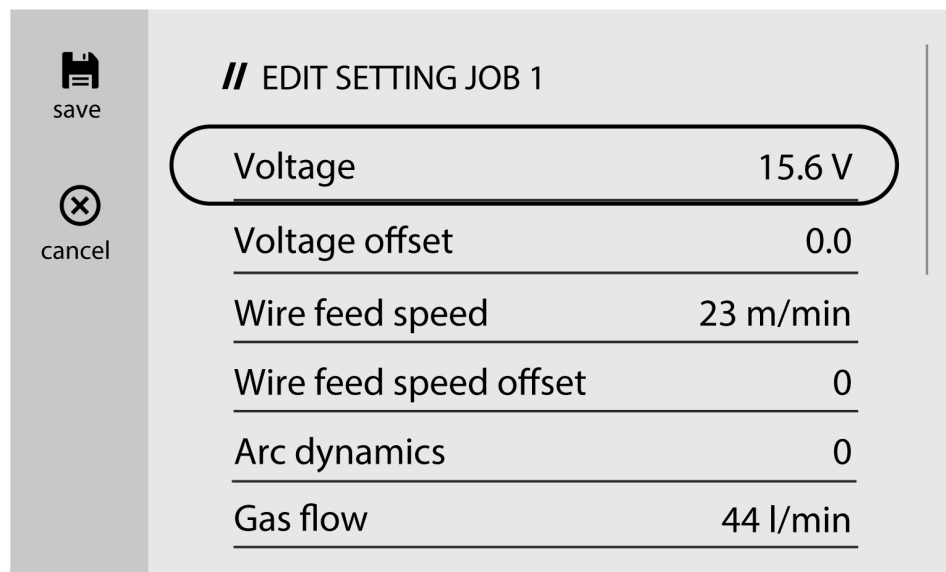 save
cancel
// EDIT SETTING JOB 1
Voltage 15.6 V
Voltage offset 0.0
Wire feed speed 23 m/min
Wire feed speed offset 0
Arc dynamics 0
Gas flow 44 l/min